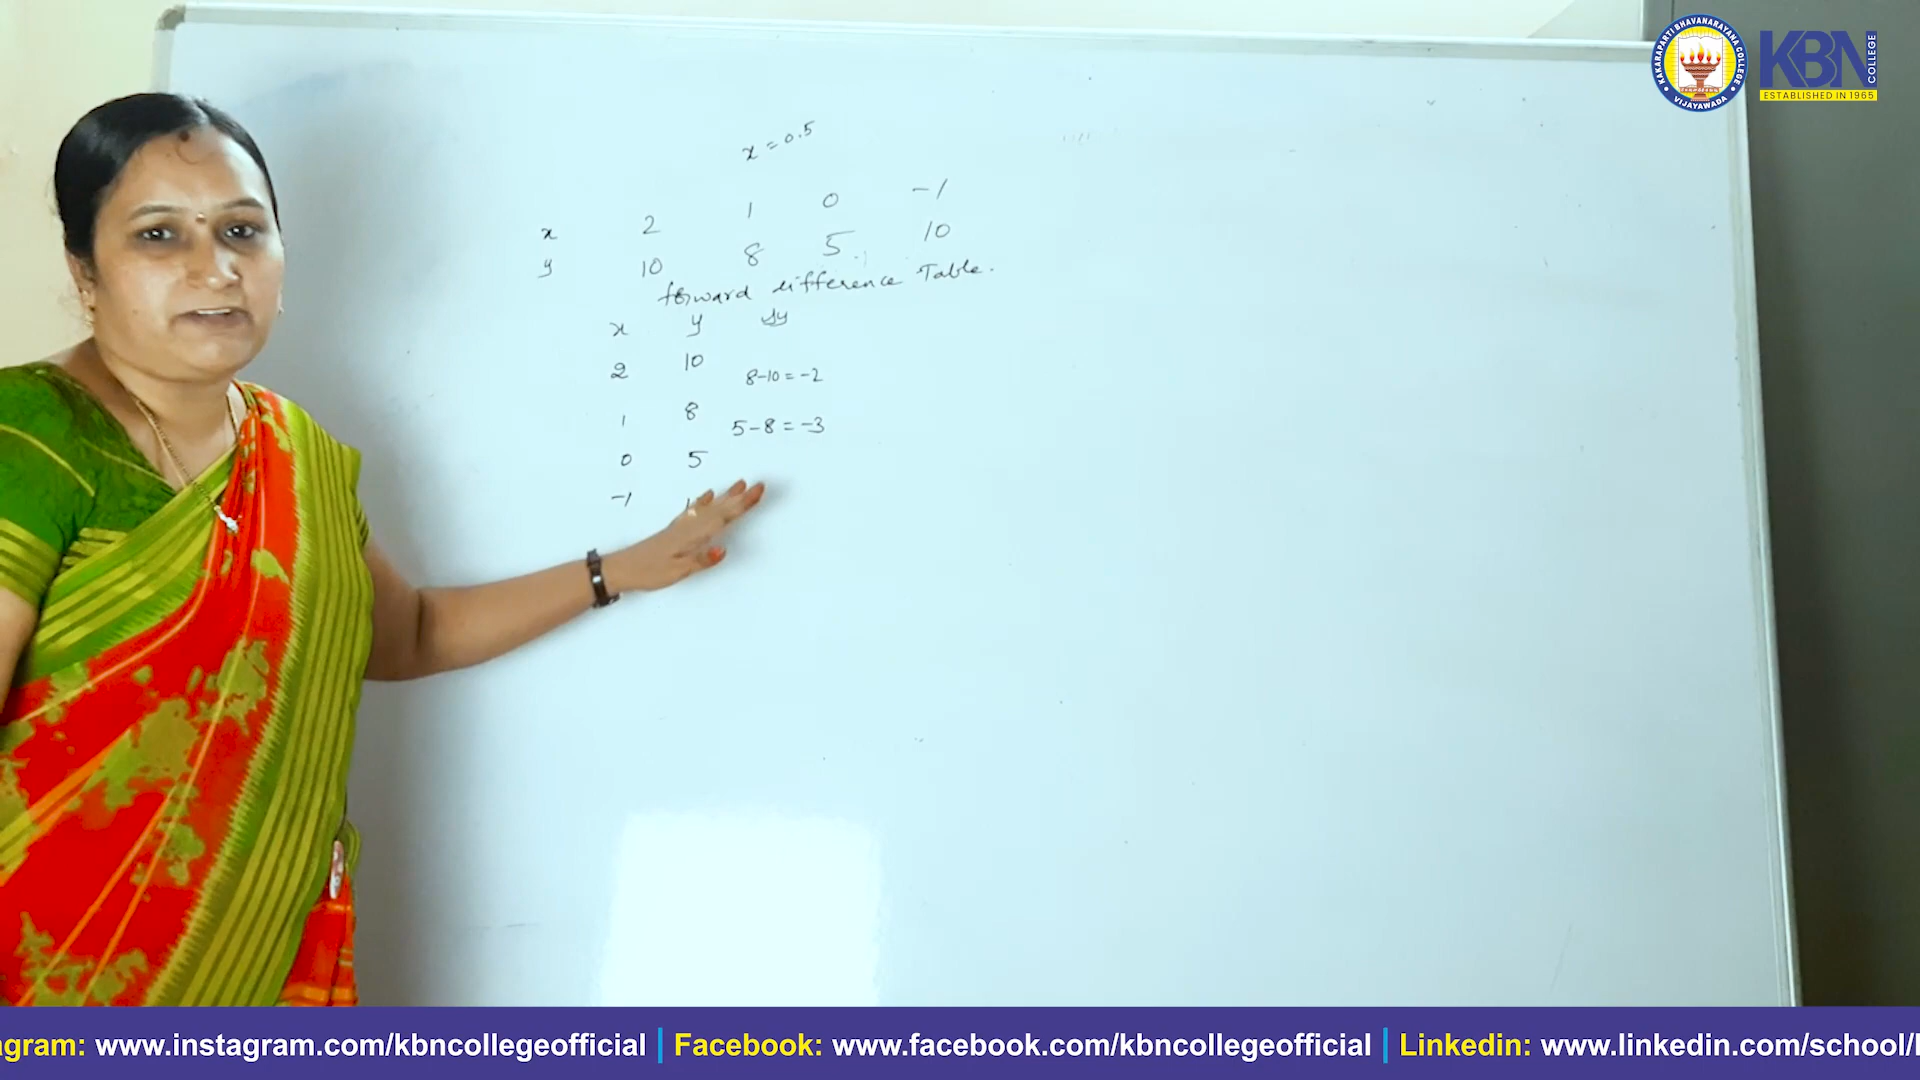 KAKARAPARTI BHAVANARAYANA COLLEGE
VIJAYAWADA
KBN
COLLEGE
ESTABLISHED IN 1965
x = 0.5
x 2 1 0 -1
y 10 8 5 10
forward difference Table.
x y Δy
2 10
8-10 = -2
1 8
5-8 = -3
0 5
-1
agram: www.instagram.com/kbncollegeofficial | Facebook: www.facebook.com/kbncollegeofficial | Linkedin: www.linkedin.com/school/